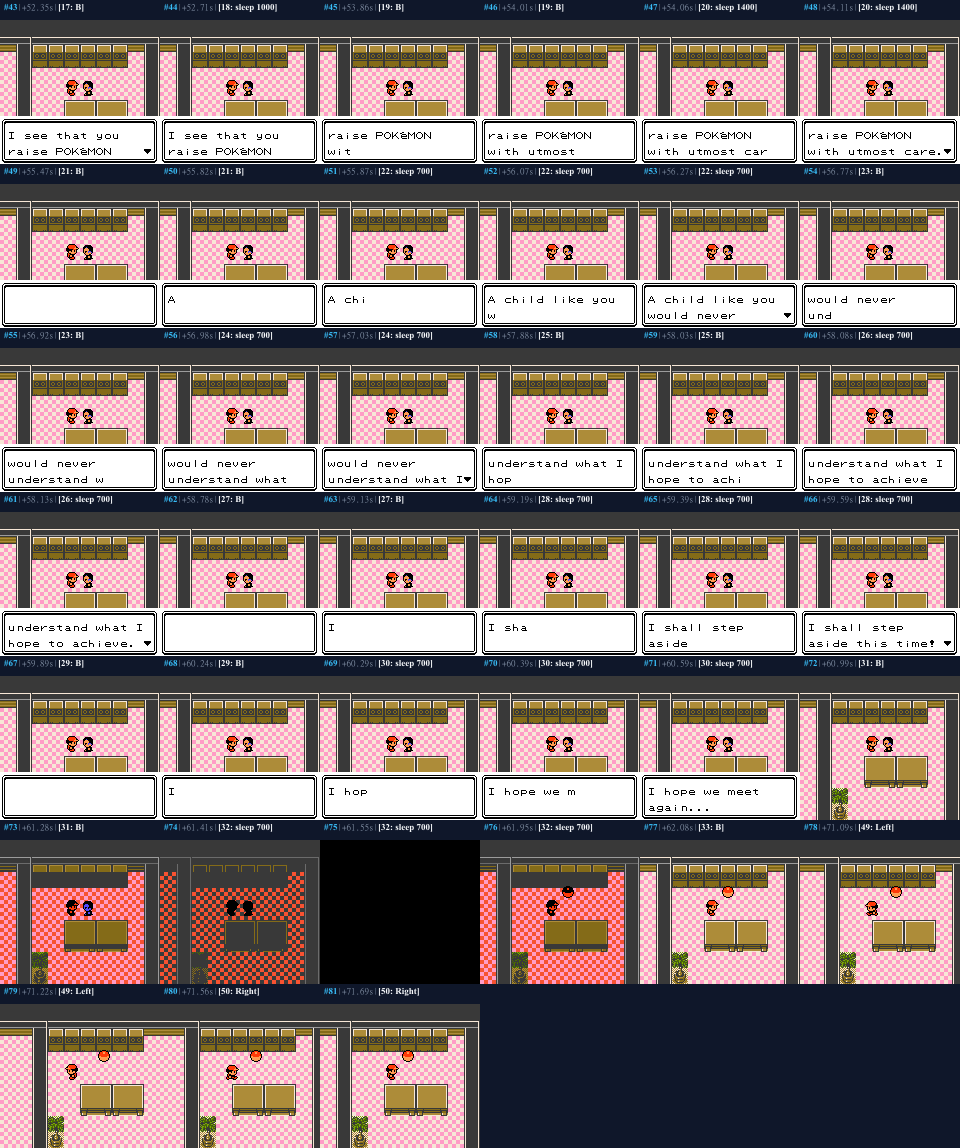 #43|+52.35s|[17: B]
#44|+52.71s|[18: sleep 1000]
#45|+53.86s|[19: B]
#46|+54.01s|[19: B]
#47|+54.06s|[20: sleep 1400]
#48|+54.11s|[20: sleep 1400]
I see that you
raise POKéMON
I see that you
raise POKéMON
raise POKéMON
wit
raise POKéMON
with utmost
raise POKéMON
with utmost car
raise POKéMON
with utmost care.
#49|+55.47s|[21: B]
#50|+55.82s|[21: B]
#51|+55.87s|[22: sleep 700]
#52|+56.07s|[22: sleep 700]
#53|+56.27s|[22: sleep 700]
#54|+56.77s|[23: B]
A
A chi
A child like you
w
A child like you
would never
would never
und
#55|+56.92s|[23: B]
#56|+56.98s|[24: sleep 700]
#57|+57.03s|[24: sleep 700]
#58|+57.88s|[25: B]
#59|+58.03s|[25: B]
#60|+58.08s|[26: sleep 700]
would never
understand w
would never
understand what
would never
understand what I
understand what I
hop
understand what I
hope to achi
understand what I
hope to achieve
#61|+58.13s|[26: sleep 700]
#62|+58.78s|[27: B]
#63|+59.13s|[27: B]
#64|+59.19s|[28: sleep 700]
#65|+59.39s|[28: sleep 700]
#66|+59.59s|[28: sleep 700]
understand what I
hope to achieve.
I
I sha
I shall step
aside
I shall step
aside this time!
#67|+59.89s|[29: B]
#68|+60.24s|[29: B]
#69|+60.29s|[30: sleep 700]
#70|+60.39s|[30: sleep 700]
#71|+60.59s|[30: sleep 700]
#72|+60.99s|[31: B]
I
I hop
I hope we m
I hope we meet
again...
#73|+61.28s|[31: B]
#74|+61.41s|[32: sleep 700]
#75|+61.55s|[32: sleep 700]
#76|+61.95s|[32: sleep 700]
#77|+62.08s|[33: B]
#78|+71.09s|[49: Left]
#79|+71.22s|[49: Left]
#80|+71.56s|[50: Right]
#81|+71.69s|[50: Right]